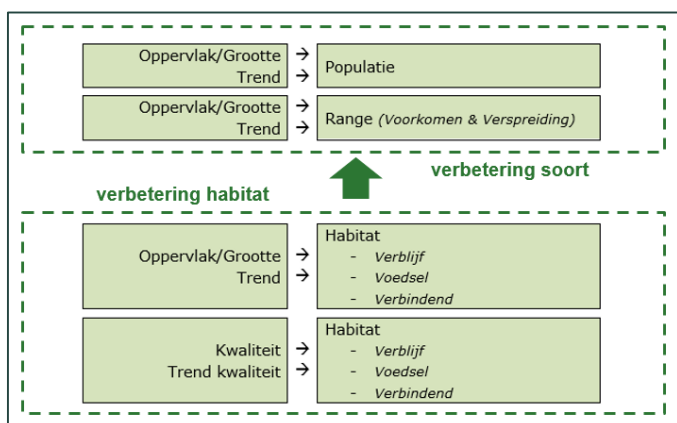 Oppervlak/Grootte → Populatie
Trend →
Oppervlak/Grootte → Range (Voorkomen & Verspreiding)
Trend →
verbetering soort
verbetering habitat
Oppervlak/Grootte → Habitat
Trend → - Verblijf
- Voedsel
- Verbindend
Kwaliteit → Habitat
Trend kwaliteit → - Verblijf
- Voedsel
- Verbindend